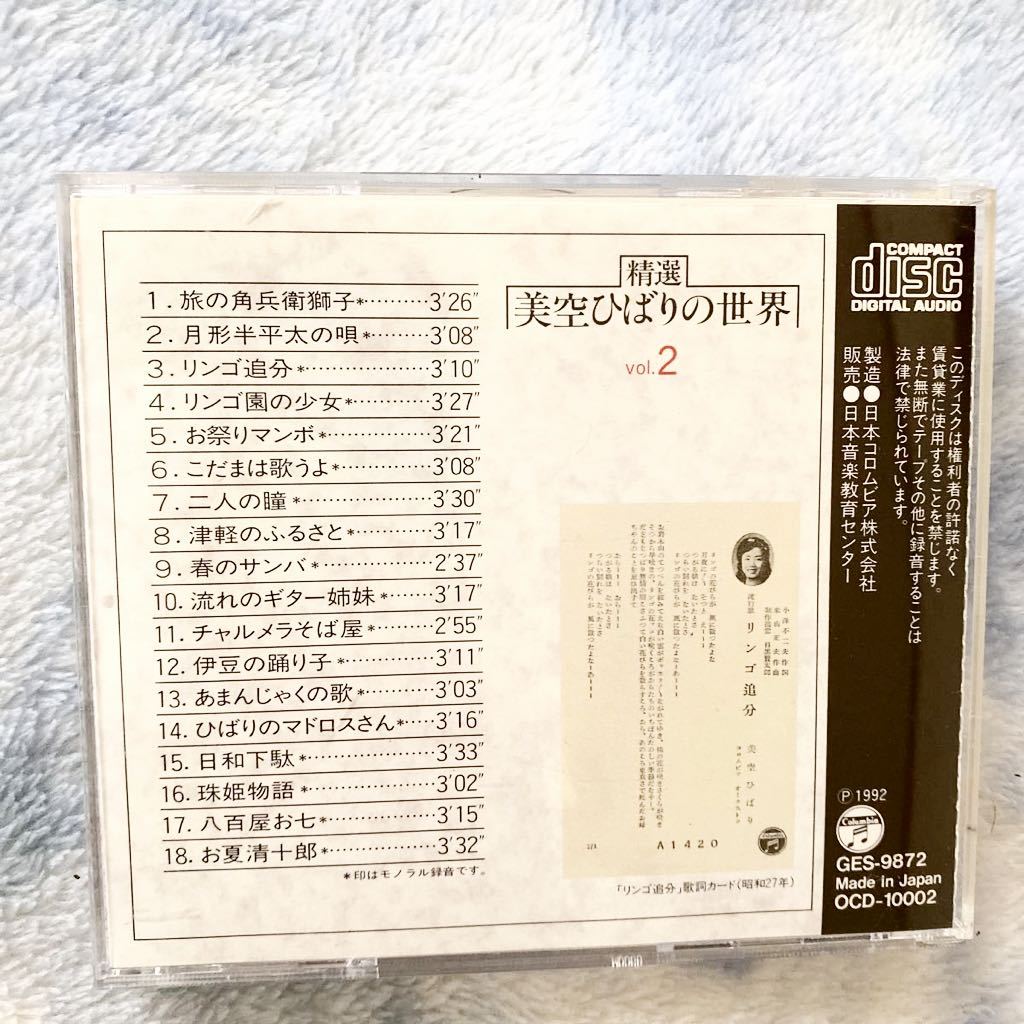 精選
美空ひばりの世界
vol.2
1. 旅の角兵衛獅子*………3′26″
2. 月形半平太の唄*………3′08″
3. リンゴ追分*………………3′10″
4. リンゴ園の少女*…………3′27″
5. お祭りマンボ*……………3′21″
6. こだまは歌うよ*…………3′08″
7. 二人の瞳*…………………3′30″
8. 津軽のふるさと*…………3′17″
9. 春のサンバ*………………2′37″
10. 流れのギター姉妹*………3′17″
11. チャルメラそば屋*………2′55″
12. 伊豆の踊り子*……………3′11″
13. あまんじゃくの歌*………3′03″
14. ひばりのマドロスさん*……3′16″
15. 日和下駄*…………………3′33″
16. 珠姫物語*…………………3′02″
17. 八百屋お七*………………3′15″
18. お夏清十郎*………………3′32″
*印はモノラル録音です。
流行歌 リンゴ追分 美空ひばり
A1420
「リンゴ追分」歌詞カード(昭和27年)
COMPACT
disc
DIGITAL AUDIO
このディスクは権利者の許諾なく
賃貸業に使用することを禁じます。
また無断でテープその他に録音することは
法律で禁じられています。
製造●日本コロムビア株式会社
販売●日本音楽教育センター
Ⓟ1992
Columbia
GES-9872
Made in Japan
OCD-10002